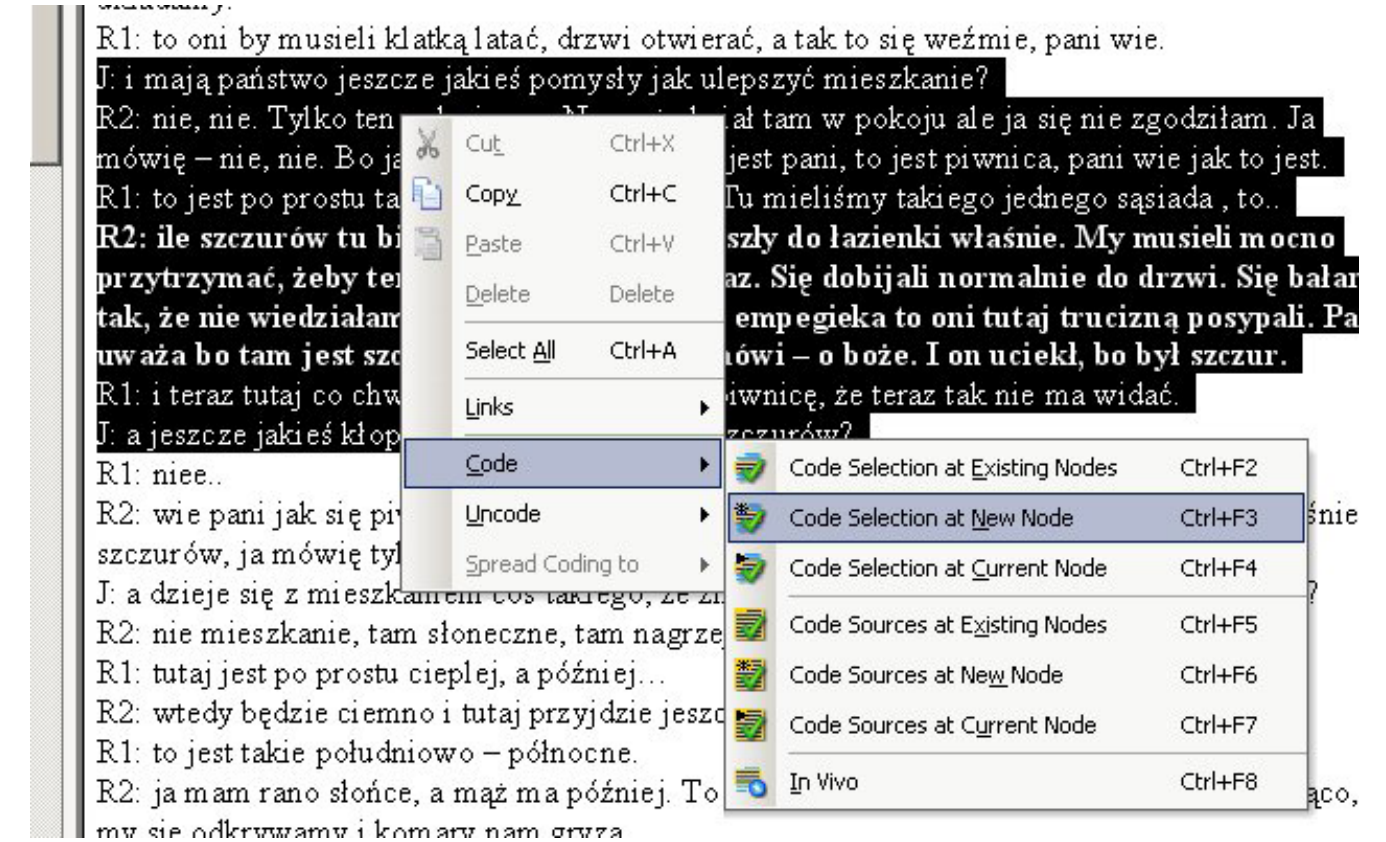 R1: to oni by musieli klatką latać, drzwi otwierać, a tak to się weźmie, pani wie.
J: i mają państwo jeszcze jakieś pomysły jak ulepszyć mieszkanie?
R2: nie, nie. Tylko ten
ał tam w pokoju ale ja się nie zgodziłam. Ja
mówię – nie, nie. Bo ja
jest pani, to jest piwnica, pani wie jak to jest.
R1: to jest po prostu ta
Tu mieliśmy takiego jednego sąsiada , to..
R2: ile szczurów tu bi
szły do łazienki właśnie. My musieli mocno
przytrzymać, żeby te
az. Się dobijali normalnie do drzwi. Się bałam
tak, że nie wiedziałam
empegieka to oni tutaj trucizną posypali. Pa
uważa bo tam jest szc
mówi – o boże. I on uciekł, bo był szczur.
R1: i teraz tutaj co chw
iwnicę, że teraz tak nie ma widać.
J: a jeszcze jakieś kłop
szczurów?
R1: niee..
R2: wie pani jak się piw
śnie
szczurów, ja mówię tyl
J: a dzieje się z mieszkaniem coś takiego, że
?
R2: nie mieszkanie, tam słoneczne, tam nagrze
R1: tutaj jest po prostu cieplej, a później…
R2: wtedy będzie ciemno i tutaj przyjdzie jeszc
R1: to jest takie południowo – północne.
R2: ja mam rano słońce, a mąż ma później. To
ąco,
my się odkrywamy i komary nam gryzą
Cut Ctrl+X
Copy Ctrl+C
Paste Ctrl+V
Delete Delete
Select All Ctrl+A
Links
Code
Uncode
Spread Coding to
Code Selection at Existing Nodes Ctrl+F2
Code Selection at New Node Ctrl+F3
Code Selection at Current Node Ctrl+F4
Code Sources at Existing Nodes Ctrl+F5
Code Sources at New Node Ctrl+F6
Code Sources at Current Node Ctrl+F7
In Vivo Ctrl+F8